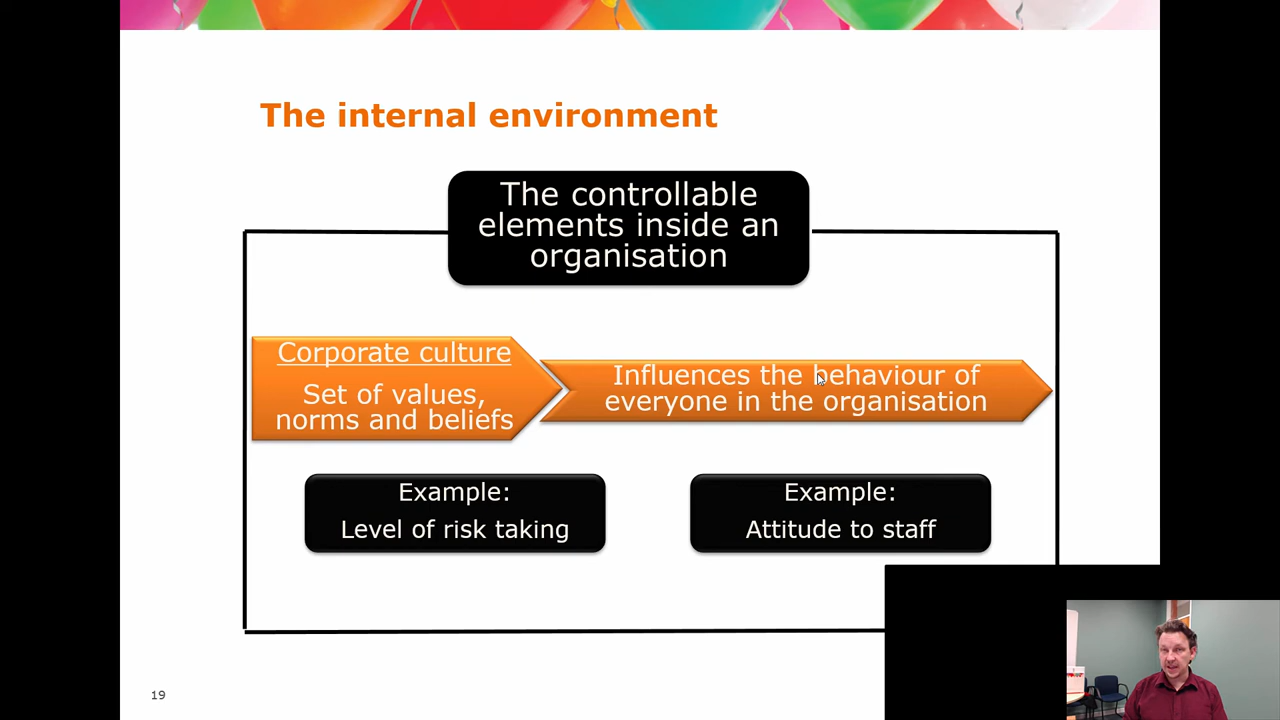 The internal environment
The controllable
elements inside an
organisation
Corporate culture
Set of values,
norms and beliefs
Influences the behaviour of
everyone in the organisation
Example:
Level of risk taking
Example:
Attitude to staff
19